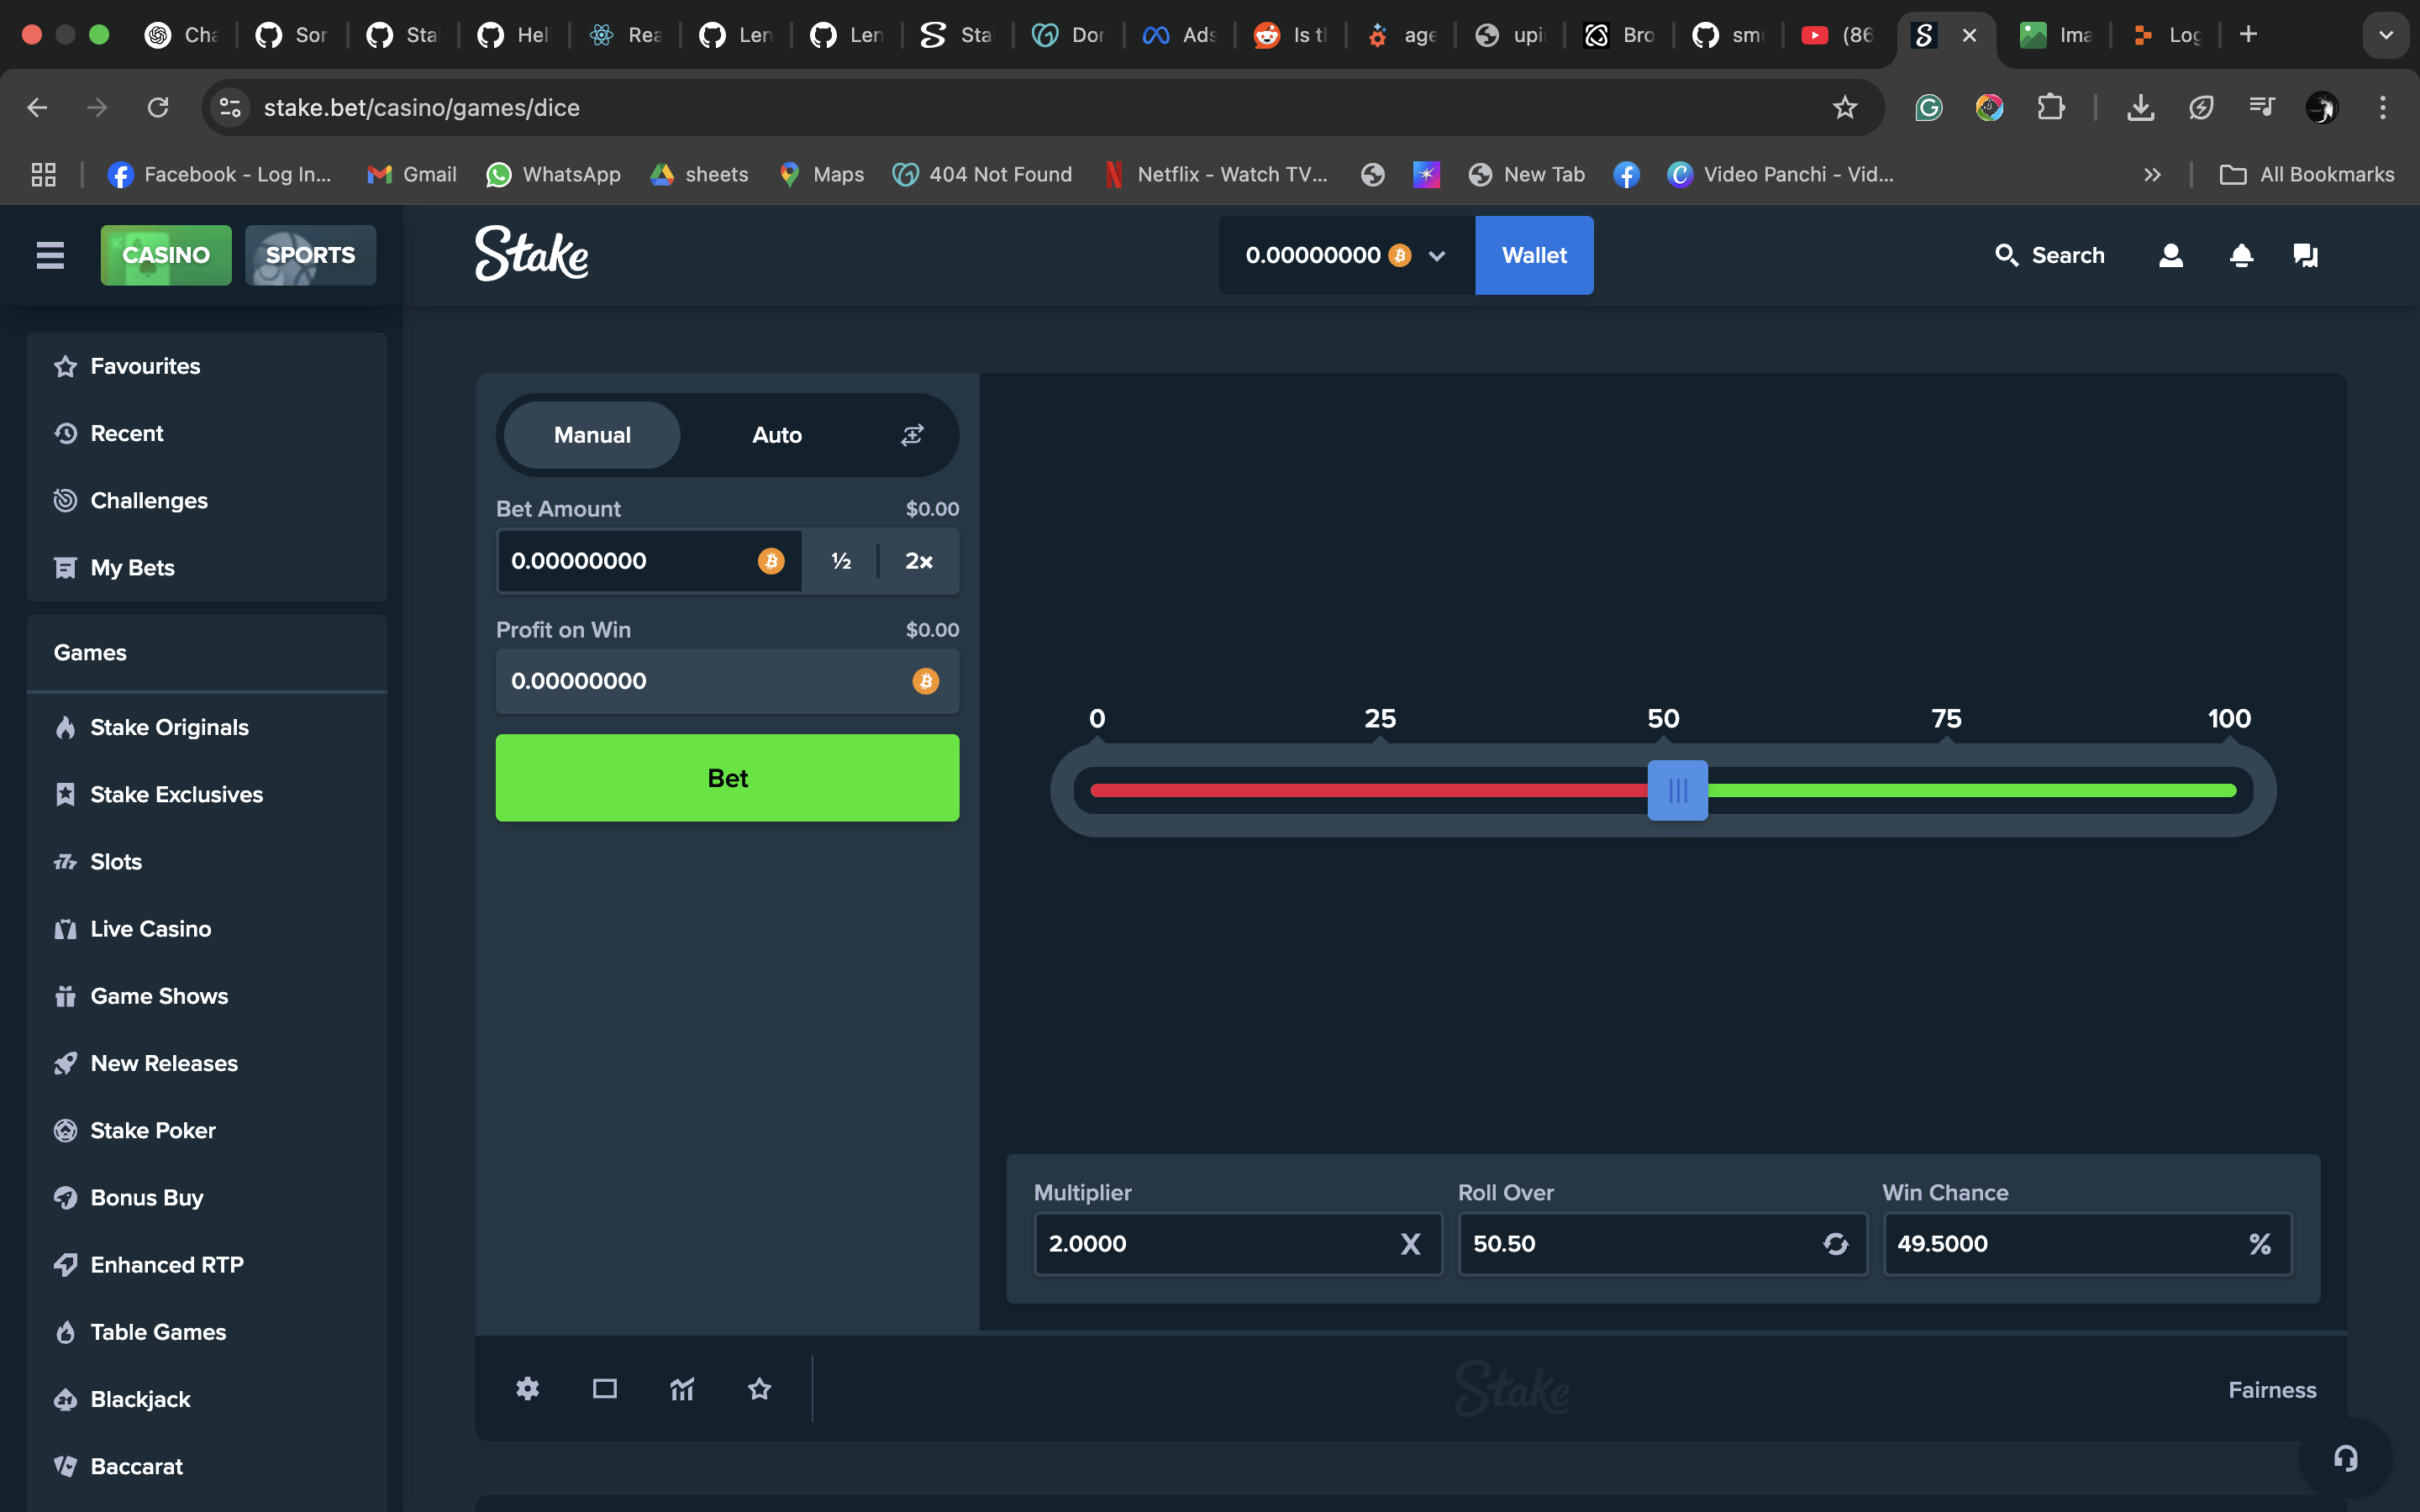 Cha
Sor
Sta
Hel
Rea
Len
Len
Sta
Dor
Ads
Is t
age
upi
Bro
sm
(86
Ima
Log
stake.bet/casino/games/dice
Facebook - Log In...
Gmail
WhatsApp
sheets
Maps
404 Not Found
Netflix - Watch TV...
New Tab
Video Panchi - Vid...
All Bookmarks
CASINO
SPORTS
Stake
0.00000000
Wallet
Search
Favourites
Recent
Challenges
My Bets
Games
Stake Originals
Stake Exclusives
Slots
Live Casino
Game Shows
New Releases
Stake Poker
Bonus Buy
Enhanced RTP
Table Games
Blackjack
Baccarat
Manual
Auto
Bet Amount $0.00
0.00000000 ½ 2×
Profit on Win $0.00
0.00000000
Bet
0 25 50 75 100
Multiplier Roll Over Win Chance
2.0000 X 50.50 49.5000 %
Stake
Fairness